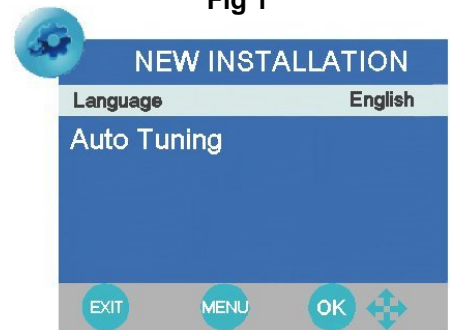 Fig 1
NEW INSTALLATION
Language English
Auto Tuning
EXIT MENU OK